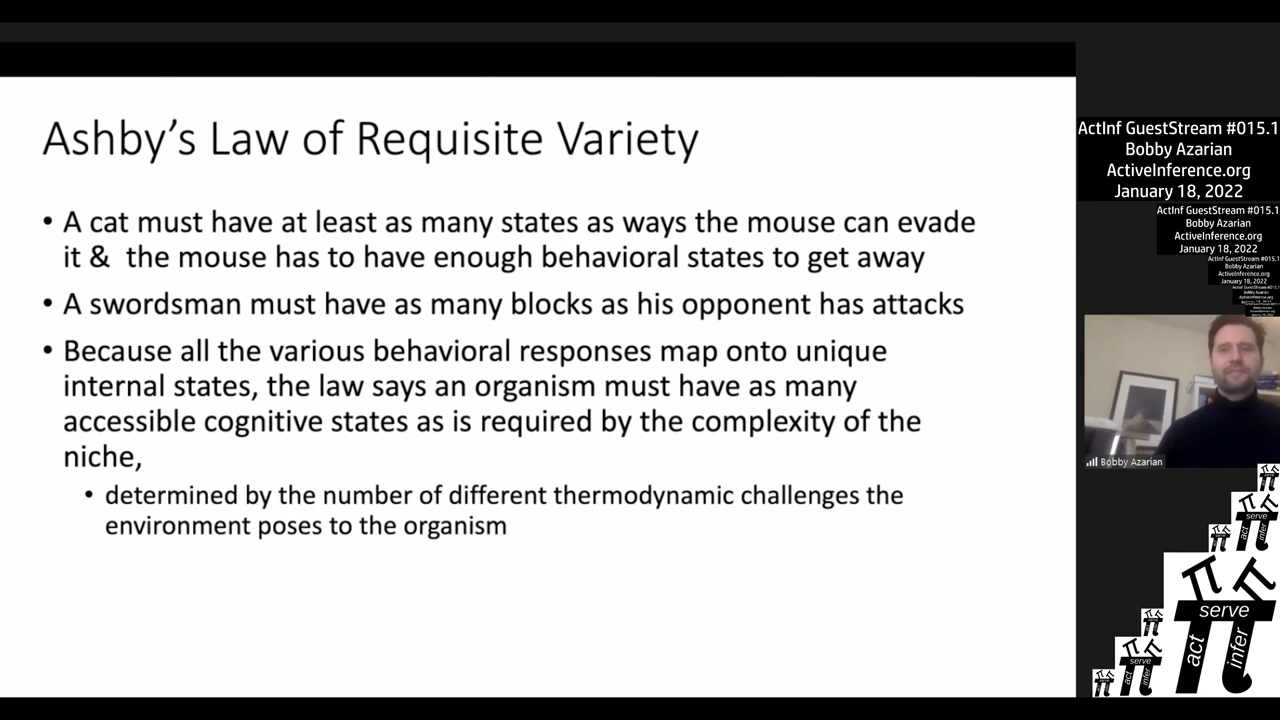 Ashby's Law of Requisite Variety
• A cat must have at least as many states as ways the mouse can evade
it & the mouse has to have enough behavioral states to get away
• A swordsman must have as many blocks as his opponent has attacks
• Because all the various behavioral responses map onto unique
internal states, the law says an organism must have as many
accessible cognitive states as is required by the complexity of the
niche,
• determined by the number of different thermodynamic challenges the
environment poses to the organism
ActInf GuestStream #015.1
Bobby Azarian
ActiveInference.org
January 18, 2022
ActInf GuestStream #015.1
Bobby Azarian
ActiveInference.org
January 18, 2022
ActInf GuestStream #015.1
Bobby Azarian
ActiveInference.org
January 18, 2022
Bobby Azarian
serve
act
infer
serve
act
infer
serve
act